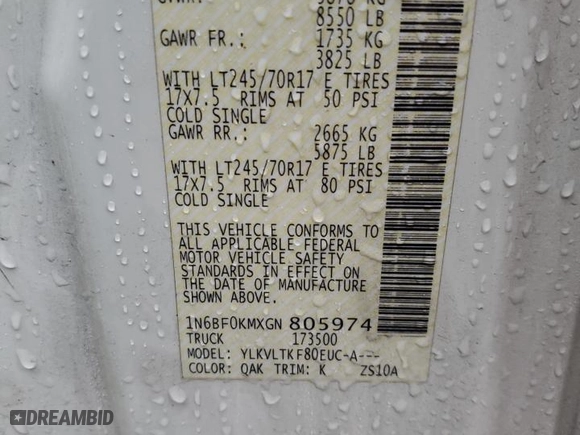 8550 LB
GAWR FR.: 1735 KG
3825 LB
WITH LT245/70R17 E TIRES
17X7.5 RIMS AT 50 PSI
COLD SINGLE
GAWR RR.: 2665 KG
5875 LB
WITH LT245/70R17 E TIRES
17X7.5 RIMS AT 80 PSI
COLD SINGLE
THIS VEHICLE CONFORMS TO
ALL APPLICABLE FEDERAL
MOTOR VEHICLE SAFETY
STANDARDS IN EFFECT ON
THE DATE OF MANUFACTURE
SHOWN ABOVE.
1N6BF0KMXGN805974
TRUCK 173500
MODEL: YLKVLTKF80EUC-A---
COLOR: QAK TRIM: K ZS10A
DREAMBID